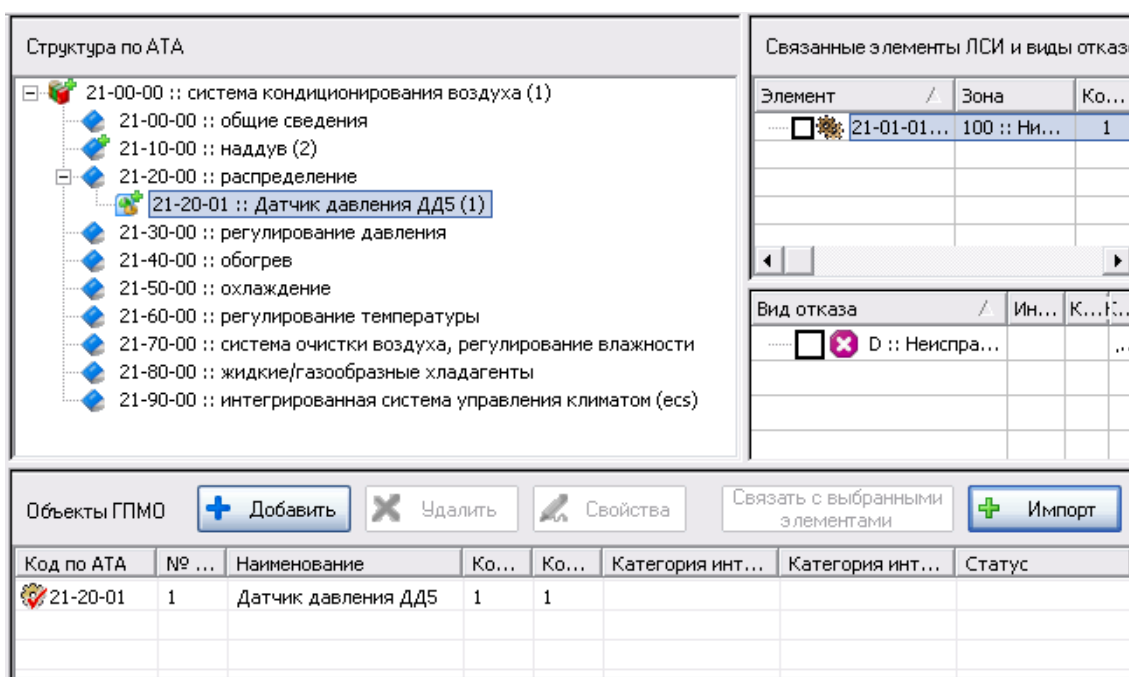 Структура по АТА
21-00-00 :: система кондиционирования воздуха (1)
21-00-00 :: общие сведения
21-10-00 :: наддув (2)
21-20-00 :: распределение
21-20-01 :: Датчик давления ДД5 (1)
21-30-00 :: регулирование давления
21-40-00 :: обогрев
21-50-00 :: охлаждение
21-60-00 :: регулирование температуры
21-70-00 :: система очистки воздуха, регулирование влажности
21-80-00 :: жидкие/газообразные хладагенты
21-90-00 :: интегрированная система управления климатом (ecs)
Связанные элементы ЛСИ и виды отказ
Элемент Зона Ко...
21-01-01... 100 :: Ни... 1
Вид отказа Ин... К...
D :: Неиспра...
Объекты ГПМО Добавить Удалить Свойства Связать с выбранными элементами Импорт
Код по АТА № ... Наименование Ко... Ко... Категория инт... Категория инт... Статус
21-20-01 1 Датчик давления ДД5 1 1